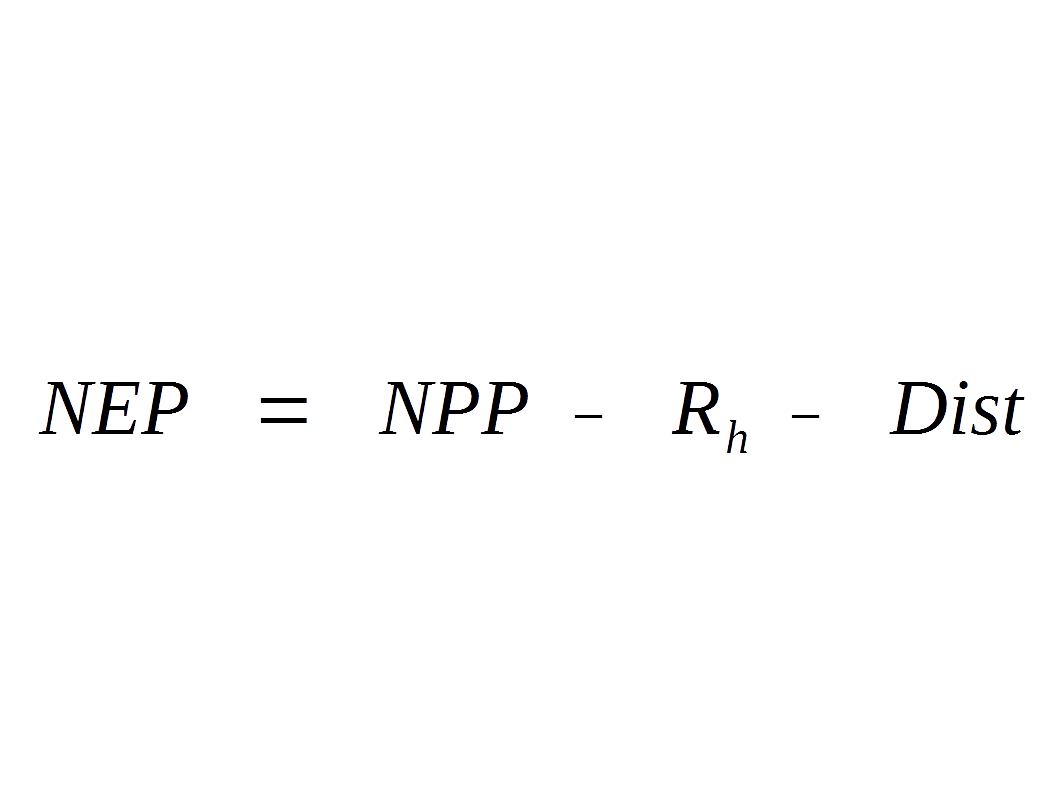 NEP = NPP – R_h – Dist